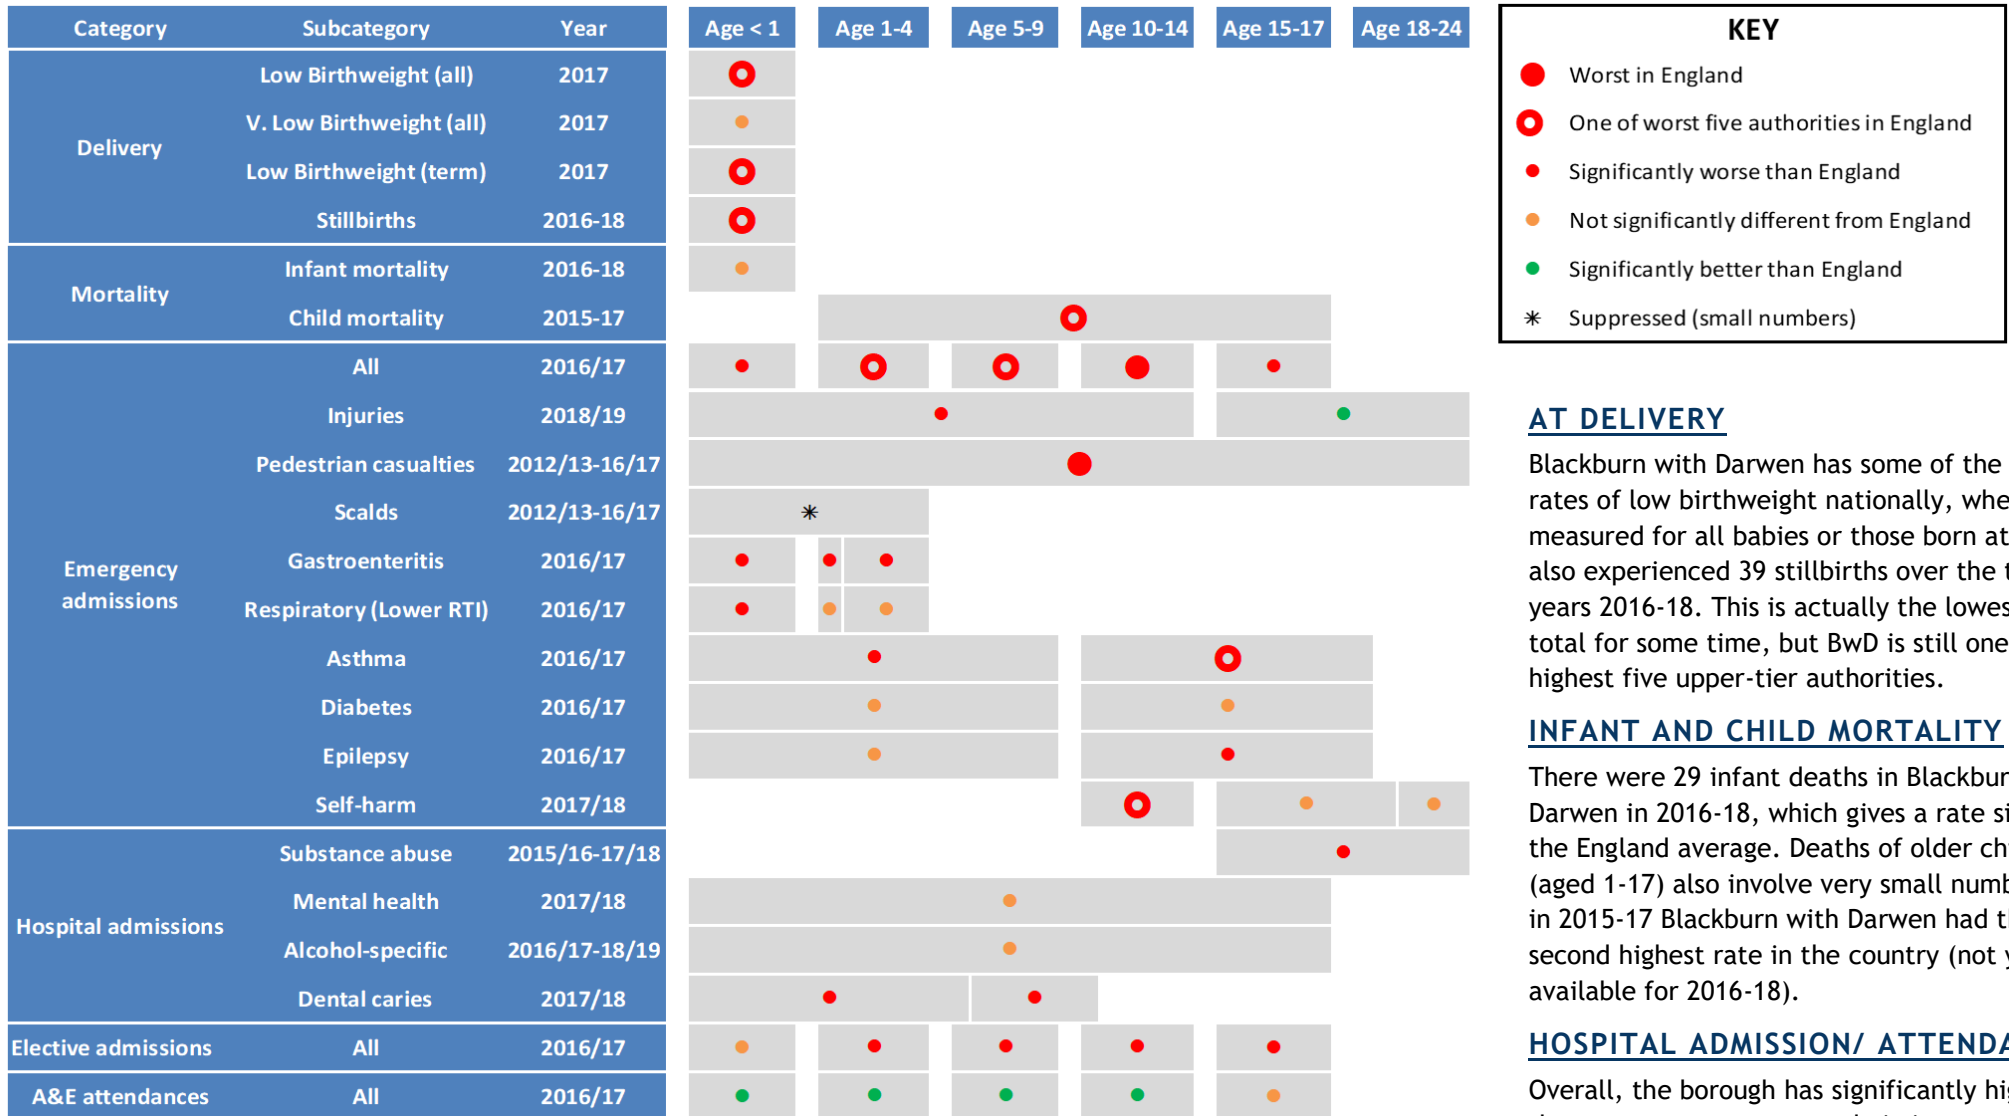 Category Subcategory Year Age < 1 Age 1-4 Age 5-9 Age 10-14 Age 15-17 Age 18-24
Delivery
Low Birthweight (all) 2017
V. Low Birthweight (all) 2017
Low Birthweight (term) 2017
Stillbirths 2016-18
Mortality
Infant mortality 2016-18
Child mortality 2015-17
Emergency
admissions
All 2016/17
Injuries 2018/19
Pedestrian casualties 2012/13-16/17
Scalds 2012/13-16/17
Gastroenteritis 2016/17
Respiratory (Lower RTI) 2016/17
Asthma 2016/17
Diabetes 2016/17
Epilepsy 2016/17
Self-harm 2017/18
Hospital admissions
Substance abuse 2015/16-17/18
Mental health 2017/18
Alcohol-specific 2016/17-18/19
Dental caries 2017/18
Elective admissions All 2016/17
A&E attendances All 2016/17
KEY
Worst in England
One of worst five authorities in England
Significantly worse than England
Not significantly different from England
Significantly better than England
* Suppressed (small numbers)
AT DELIVERY
Blackburn with Darwen has some of the
rates of low birthweight nationally, whe
measured for all babies or those born at
also experienced 39 stillbirths over the t
years 2016-18. This is actually the lowes
total for some time, but BwD is still one
highest five upper-tier authorities.
INFANT AND CHILD MORTALITY
There were 29 infant deaths in Blackbur
Darwen in 2016-18, which gives a rate si
the England average. Deaths of older ch
(aged 1-17) also involve very small numb
in 2015-17 Blackburn with Darwen had t
second highest rate in the country (not y
available for 2016-18).
HOSPITAL ADMISSION/ ATTENDA
Overall, the borough has significantly hig